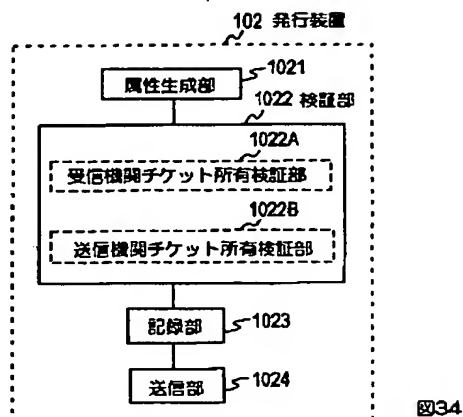 102 発行装置
属性生成部
1021
1022 検証部
1022A
受信機関チケット所有検証部
1022B
送信機関チケット所有検証部
記録部
1023
送信部
1024
図34